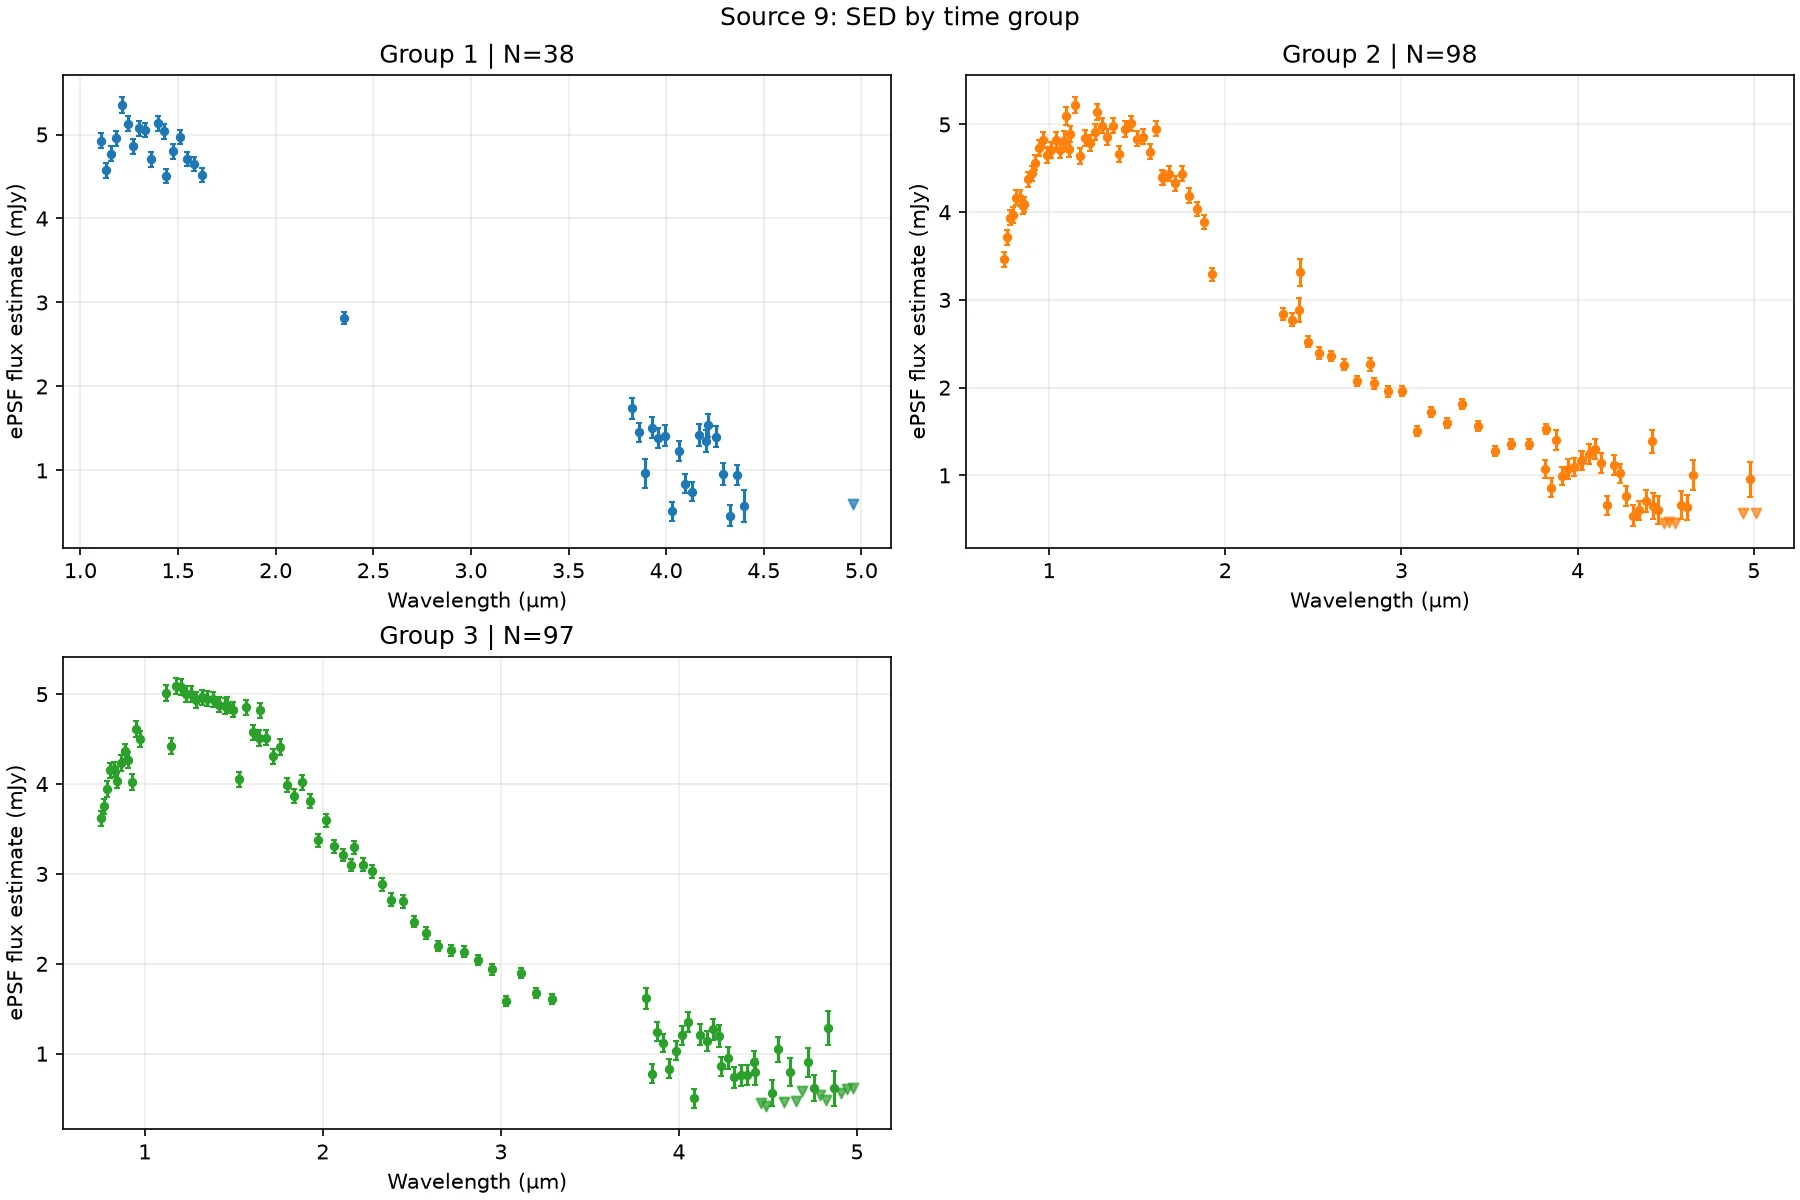 Source 9: SED by time group
Group 1 | N=38
ePSF flux estimate (mJy)
5
4
3
2
1
1.0 1.5 2.0 2.5 3.0 3.5 4.0 4.5 5.0
Wavelength (μm)
Group 2 | N=98
ePSF flux estimate (mJy)
5
4
3
2
1
1 2 3 4 5
Wavelength (μm)
Group 3 | N=97
ePSF flux estimate (mJy)
5
4
3
2
1
1 2 3 4 5
Wavelength (μm)